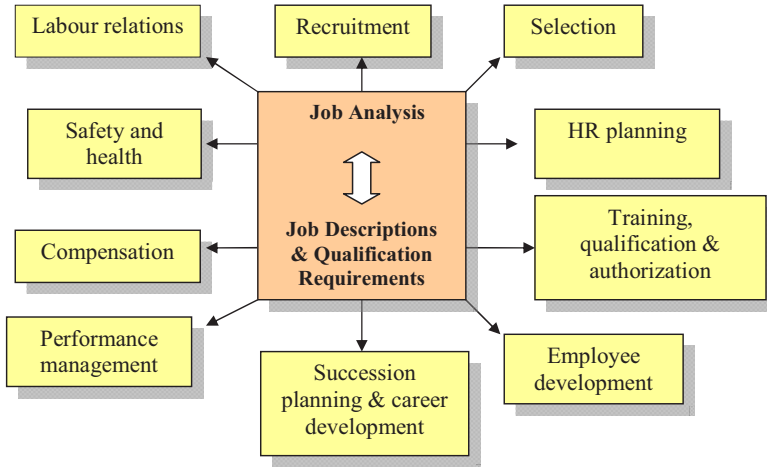 Labour relations
Recruitment
Selection
Job Analysis
Safety and
health
HR planning
Job Descriptions
& Qualification
Requirements
Compensation
Training,
qualification &
authorization
Performance
management
Succession
planning & career
development
Employee
development